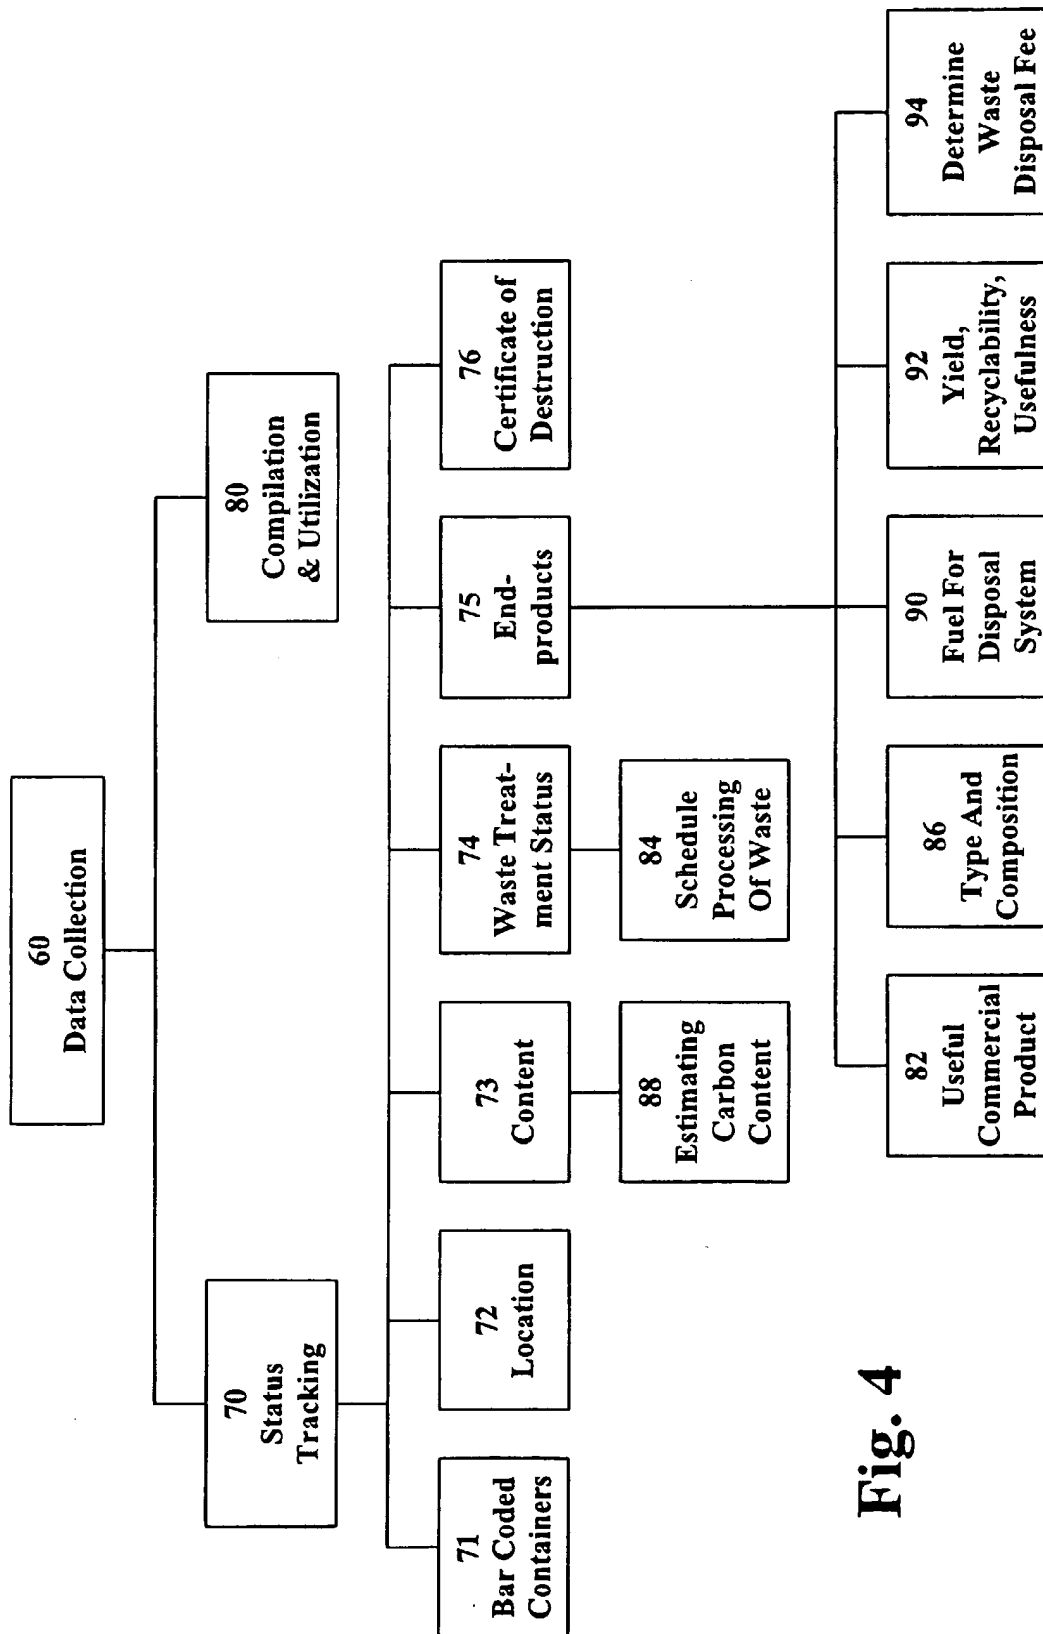 60
Data Collection
70
Status
Tracking
80
Compilation
& Utilization
71
Bar Coded
Containers
72
Location
73
Content
74
Waste Treat-
ment Status
75
End-
products
76
Certificate of
Destruction
88
Estimating
Carbon
Content
84
Schedule
Processing
Of Waste
82
Useful
Commercial
Product
86
Type And
Composition
90
Fuel For
Disposal
System
92
Yield,
Recyclability,
Usefulness
94
Determine
Waste
Disposal Fee
Fig. 4